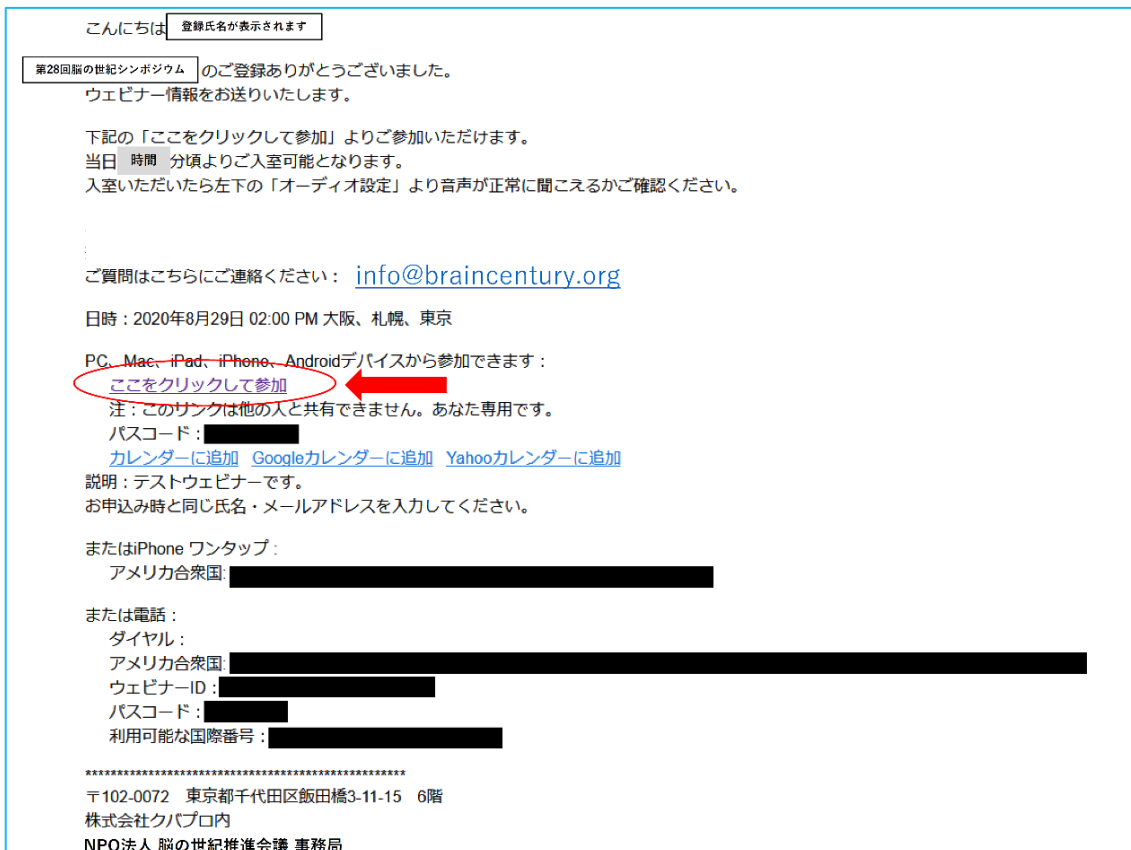 こんにちは 登録氏名が表示されます
第28回脳の世紀シンポジウム のご登録ありがとうございました。
ウェビナー情報をお送りいたします。
下記の「ここをクリックして参加」よりご参加いただけます。
当日 時間 分頃よりご入室可能となります。
入室いただいたら左下の「オーディオ設定」より音声が正常に聞こえるかご確認ください。
ご質問はこちらにご連絡ください： info@braincentury.org
日時：2020年8月29日 02:00 PM 大阪、札幌、東京
PC、Mac、iPad、iPhone、Androidデバイスから参加できます：
ここをクリックして参加
注：このリンクは他の人と共有できません。あなた専用です。
パスコード：
カレンダーに追加 Googleカレンダーに追加 Yahooカレンダーに追加
説明：テストウェビナーです。
お申込み時と同じ氏名・メールアドレスを入力してください。
またはiPhone ワンタップ：
アメリカ合衆国:
または電話：
ダイヤル：
アメリカ合衆国:
ウェビナーID：
パスコード：
利用可能な国際番号：
*****************************************************
〒102-0072　東京都千代田区飯田橋3-11-15　6階
株式会社クバプロ内
NPO法人 脳の世紀推進会議 事務局